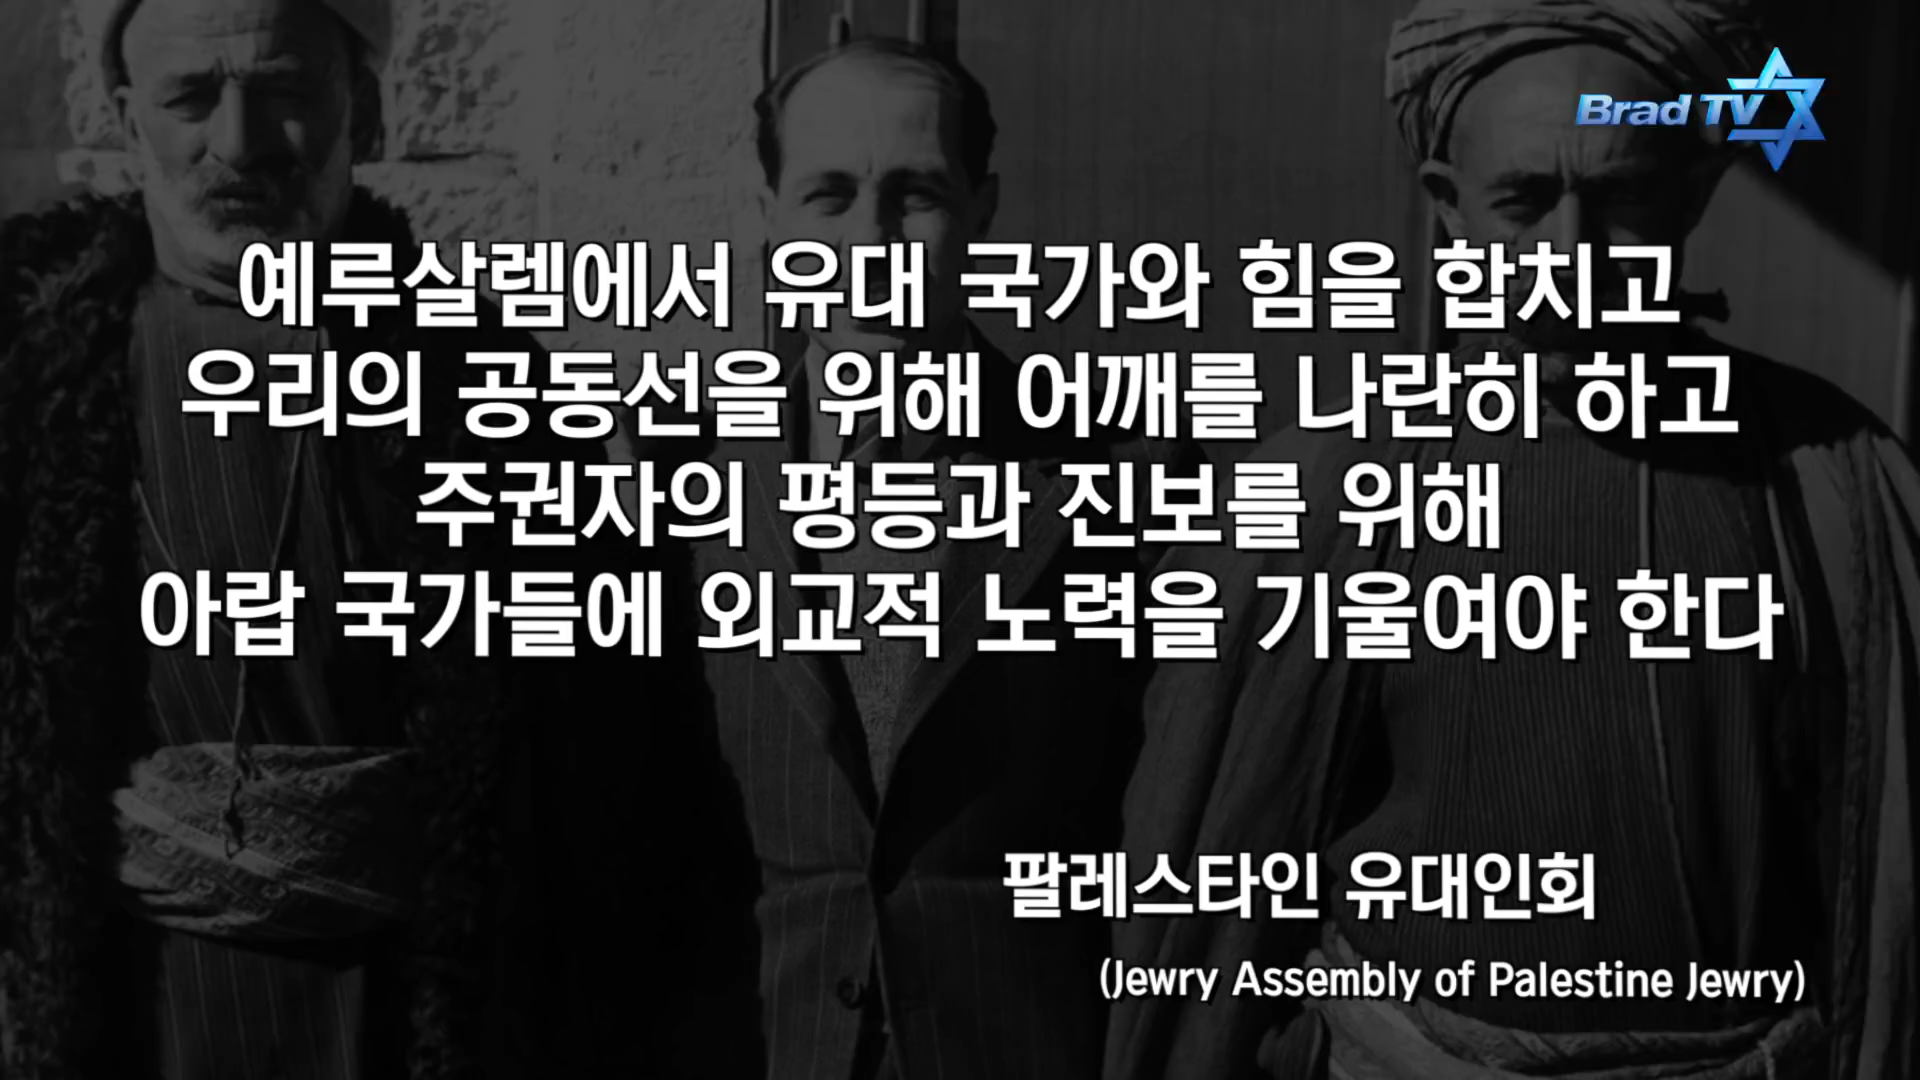 Brad TV
예루살렘에서 유대 국가와 힘을 합치고
우리의 공동선을 위해 어깨를 나란히 하고
주권자의 평등과 진보를 위해
아랍 국가들에 외교적 노력을 기울여야 한다
팔레스타인 유대인회
(Jewry Assembly of Palestine Jewry)